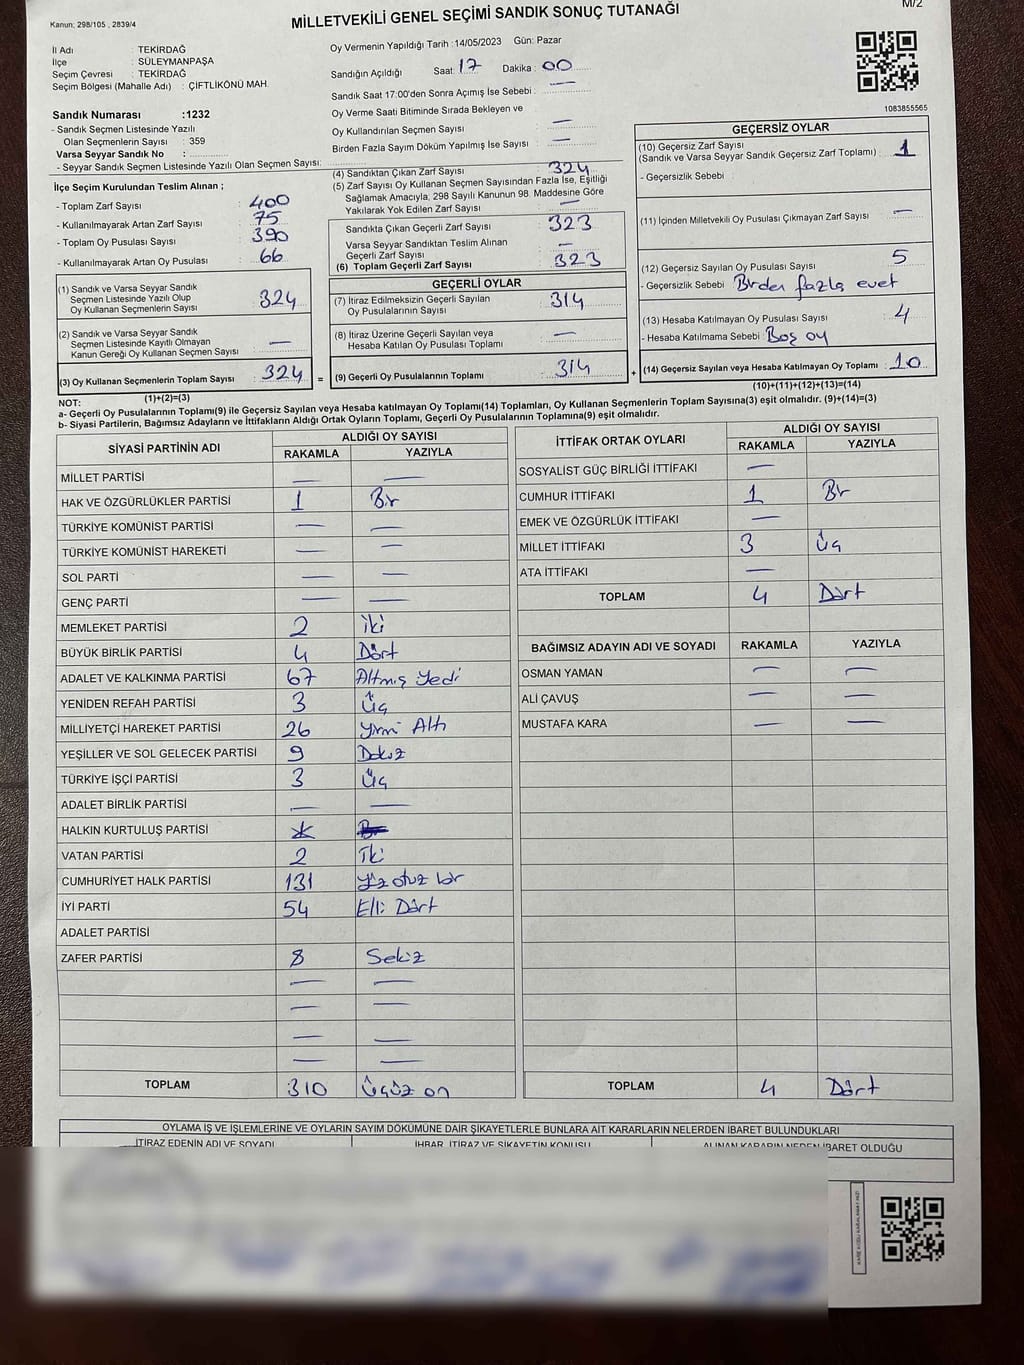 Kanun; 298/105 , 2839/4
MİLLETVEKİLİ GENEL SEÇİMİ SANDIK SONUÇ TUTANAĞI
M/2
İl Adı : TEKİRDAĞ
İlçe : SÜLEYMANPAŞA
Seçim Çevresi : TEKİRDAĞ
Seçim Bölgesi (Mahalle Adı) : ÇİFTLİKÖNÜ MAH.
Sandık Numarası :1232
- Sandık Seçmen Listesinde Yazılı
Olan Seçmenlerin Sayısı : 359
Varsa Seyyar Sandık No :
- Seyyar Sandık Seçmen Listesinde Yazılı Olan Seçmen Sayısı:
Oy Vermenin Yapıldığı Tarih :14/05/2023 Gün: Pazar
Sandığın Açıldığı Saat: 17 Dakika : 00
Sandık Saat 17:00'den Sonra Açımış İse Sebebi : —
Oy Verme Saati Bitiminde Sırada Bekleyen ve
Oy Kullandırılan Seçmen Sayısı : —
Birden Fazla Sayım Döküm Yapılmış İse Sayısı : —
1083855565
İlçe Seçim Kurulundan Teslim Alınan ;
- Toplam Zarf Sayısı : 400
- Kullanılmayarak Artan Zarf Sayısı : 75
- Toplam Oy Pusulası Sayısı : 390
- Kullanılmayarak Artan Oy Pusulası : 66
(4) Sandıktan Çıkan Zarf Sayısı : 324
(5) Zarf Sayısı Oy Kullanan Seçmen Sayısından Fazla İse, Eşitliği
Sağlamak Amacıyla; 298 Sayılı Kanunun 98. Maddesine Göre
Yakılarak Yok Edilen Zarf Sayısı : —
Sandıkta Çıkan Geçerli Zarf Sayısı : 323
Varsa Seyyar Sandıktan Teslim Alınan
Geçerli Zarf Sayısı : —
(6) Toplam Geçerli Zarf Sayısı : 323
GEÇERSİZ OYLAR
(10) Geçersiz Zarf Sayısı
(Sandık ve Varsa Seyyar Sandık Geçersiz Zarf Toplamı) : 1
- Geçersizlik Sebebi :
(11) İçinden Milletvekili Oy Pusulası Çıkmayan Zarf Sayısı : —
(12) Geçersiz Sayılan Oy Pusulası Sayısı : 5
- Geçersizlik Sebebi : Birden fazla evet
(13) Hesaba Katılmayan Oy Pusulası Sayısı : 4
- Hesaba Katılmama Sebebi : Boş oy
(14) Geçersiz Sayılan veya Hesaba Katılmayan Oy Toplamı : 10
(10)+(11)+(12)+(13)=(14)
(1) Sandık ve Varsa Seyyar Sandık
Seçmen Listesinde Yazılı Olup
Oy Kullanan Seçmenlerin Sayısı : 324
(2) Sandık ve Varsa Seyyar Sandık
Seçmen Listesinde Kayıtlı Olmayan
Kanun Gereği Oy Kullanan Seçmen Sayısı : —
(3) Oy Kullanan Seçmenlerin Toplam Sayısı : 324
(1)+(2)=(3)
=
GEÇERLİ OYLAR
(7) İtiraz Edilmeksizin Geçerli Sayılan
Oy Pusulalarının Sayısı : 314
(8) İtiraz Üzerine Geçerli Sayılan veya
Hesaba Katılan Oy Pusulası Toplamı : —
(9) Geçerli Oy Pusulalarının Toplamı : 314
+
NOT:
a- Geçerli Oy Pusulalarının Toplamı(9) ile Geçersiz Sayılan veya Hesaba katılmayan Oy Toplamı(14) Toplamları, Oy Kullanan Seçmenlerin Toplam Sayısına(3) eşit olmalıdır. (9)+(14)=(3)
b- Siyasi Partilerin, Bağımsız Adayların ve İttifakların Aldığı Ortak Oyların Toplamı, Geçerli Oy Pusulalarının Toplamına(9) eşit olmalıdır.
SİYASİ PARTİNİN ADI ALDIĞI OY SAYISI
RAKAMLA YAZIYLA
MİLLET PARTİSİ — —
HAK VE ÖZGÜRLÜKLER PARTİSİ 1 Bir
TÜRKİYE KOMÜNİST PARTİSİ — —
TÜRKİYE KOMÜNİST HAREKETİ — —
SOL PARTİ — —
GENÇ PARTİ — —
MEMLEKET PARTİSİ 2 İki
BÜYÜK BİRLİK PARTİSİ 4 Dört
ADALET VE KALKINMA PARTİSİ 67 Altmış Yedi
YENİDEN REFAH PARTİSİ 3 Üç
MİLLİYETÇİ HAREKET PARTİSİ 26 Yirmi Altı
YEŞİLLER VE SOL GELECEK PARTİSİ 9 Dokuz
TÜRKİYE İŞÇİ PARTİSİ 3 Üç
ADALET BİRLİK PARTİSİ — —
HALKIN KURTULUŞ PARTİSİ
VATAN PARTİSİ 2 İki
CUMHURİYET HALK PARTİSİ 131 Yüz otuz bir
İYİ PARTİ 54 Elli Dört
ADALET PARTİSİ
ZAFER PARTİSİ 8 Sekiz
— —
— —
— —
— —
TOPLAM 310 Üçyüz on
İTTİFAK ORTAK OYLARI ALDIĞI OY SAYISI
RAKAMLA YAZIYLA
SOSYALİST GÜÇ BİRLİĞİ İTTİFAKI —
CUMHUR İTTİFAKI 1 Bir
EMEK VE ÖZGÜRLÜK İTTİFAKI —
MİLLET İTTİFAKI 3 Üç
ATA İTTİFAKI —
TOPLAM 4 Dört
BAĞIMSIZ ADAYIN ADI VE SOYADI RAKAMLA YAZIYLA
OSMAN YAMAN — —
ALİ ÇAVUŞ — —
MUSTAFA KARA — —
TOPLAM 4 Dört
OYLAMA İŞ VE İŞLEMLERİNE VE OYLARIN SAYIM DÖKÜMÜNE DAİR ŞİKAYETLERLE BUNLARA AİT KARARLARIN NELERDEN İBARET BULUNDUKLARI
İTİRAZ EDENİN ADI VE SOYADI İHBAR, İTİRAZ VE ŞİKAYETİN KONUSU ALINAN KARARIN NEDEN İBARET OLDUĞU